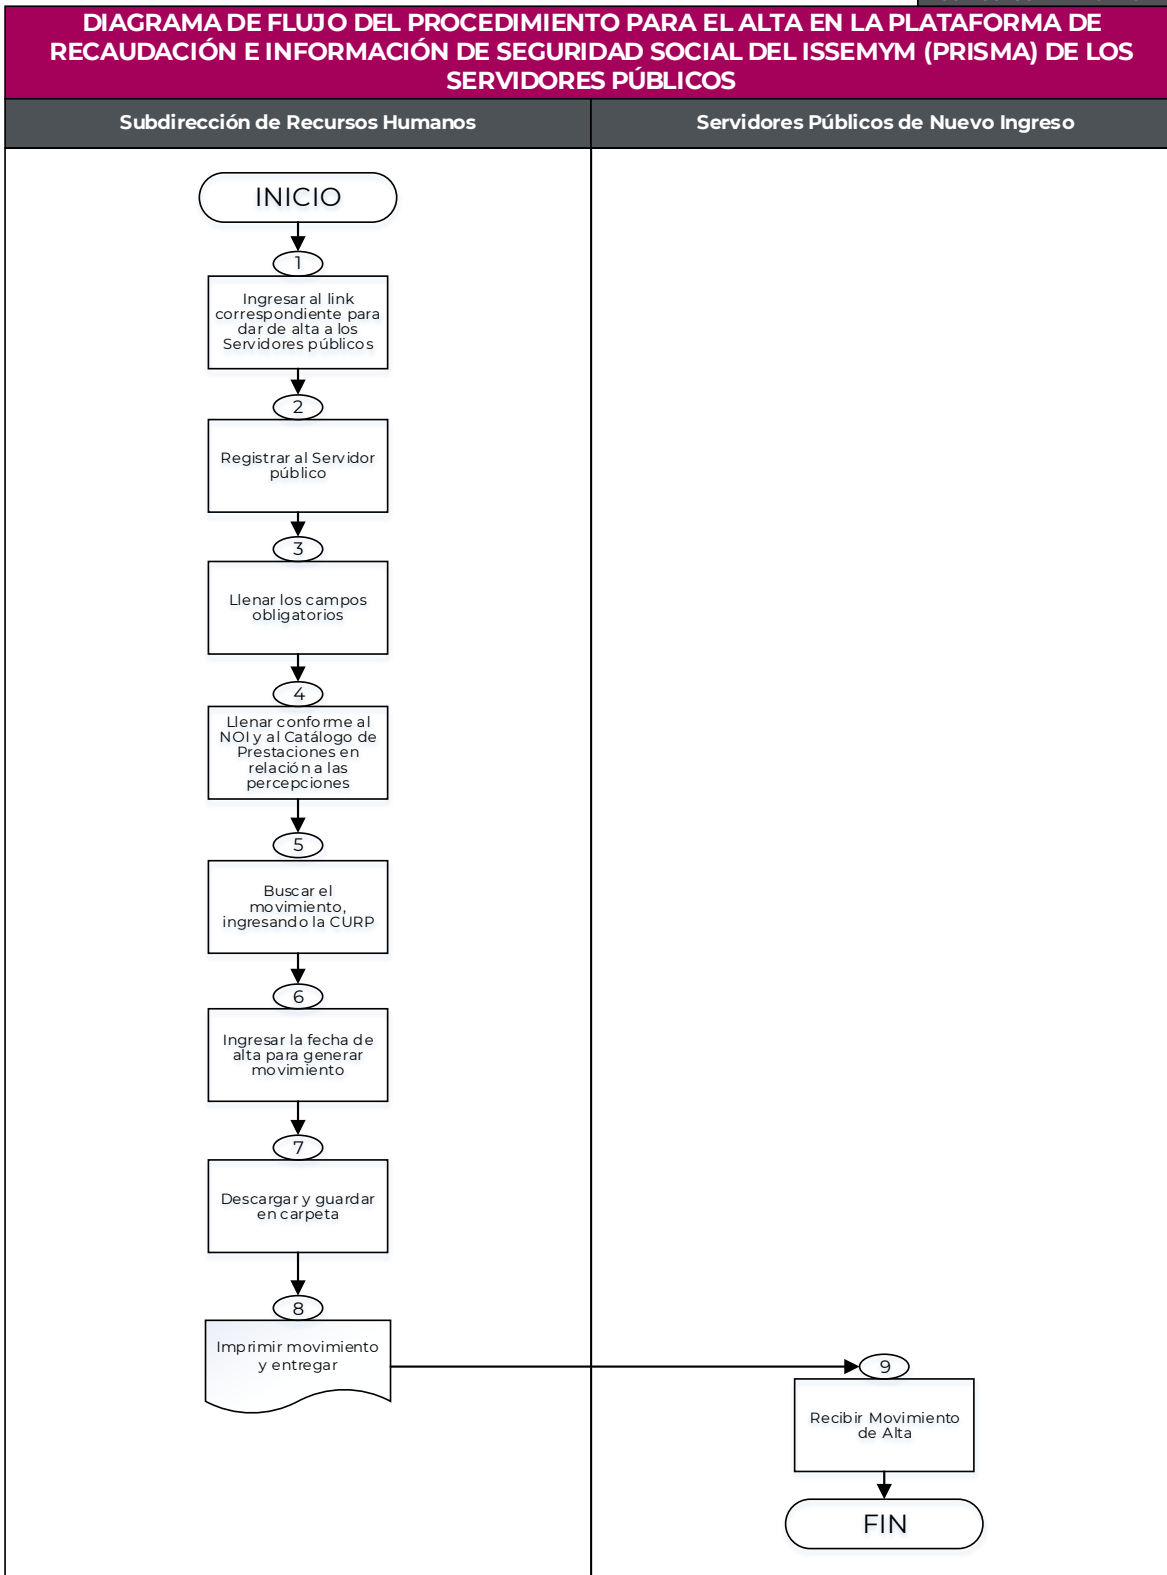 DIAGRAMA DE FLUJO DEL PROCEDIMIENTO PARA EL ALTA EN LA PLATAFORMA DE
RECAUDACIÓN E INFORMACIÓN DE SEGURIDAD SOCIAL DEL ISSEMYM (PRISMA) DE LOS
SERVIDORES PÚBLICOS
Subdirección de Recursos Humanos
Servidores Públicos de Nuevo Ingreso
INICIO
1
Ingresar al link
correspondiente para
dar de alta a los
Servidores públicos
2
Registrar al Servidor
público
3
Llenar los campos
obligatorios
4
Llenar conforme al
NOI y al Catálogo de
Prestaciones en
relación a las
percepciones
5
Buscar el
movimiento,
ingresando la CURP
6
Ingresar la fecha de
alta para generar
movimiento
7
Descargar y guardar
en carpeta
8
Imprimir movimiento
y entregar
9
Recibir Movimiento
de Alta
FIN